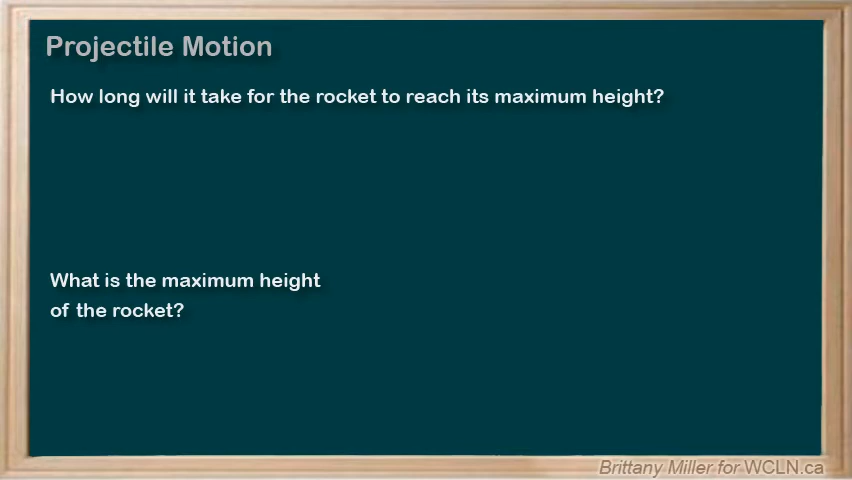 Projectile Motion
How long will it take for the rocket to reach its maximum height?
What is the maximum height
of the rocket?
Brittany Miller for WCLN.ca